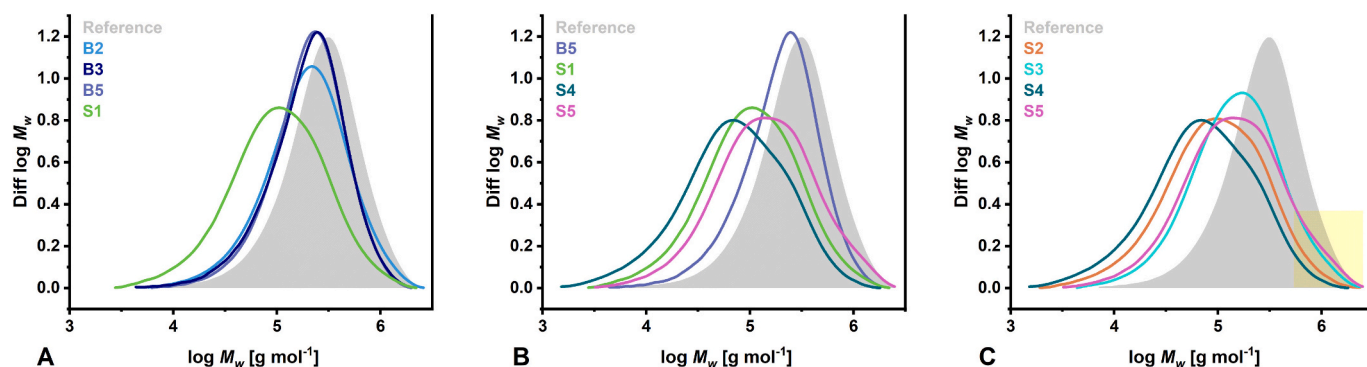 Reference
B2
B3
B5
S1
Diff log Mw
1.2
1.0
0.8
0.6
0.4
0.2
0.0
3 4 5 6
log Mw [g mol⁻¹]
A
Reference
B5
S1
S4
S5
Diff log Mw
1.2
1.0
0.8
0.6
0.4
0.2
0.0
3 4 5 6
log Mw [g mol⁻¹]
B
Reference
S2
S3
S4
S5
Diff log Mw
1.2
1.0
0.8
0.6
0.4
0.2
0.0
3 4 5 6
log Mw [g mol⁻¹]
C